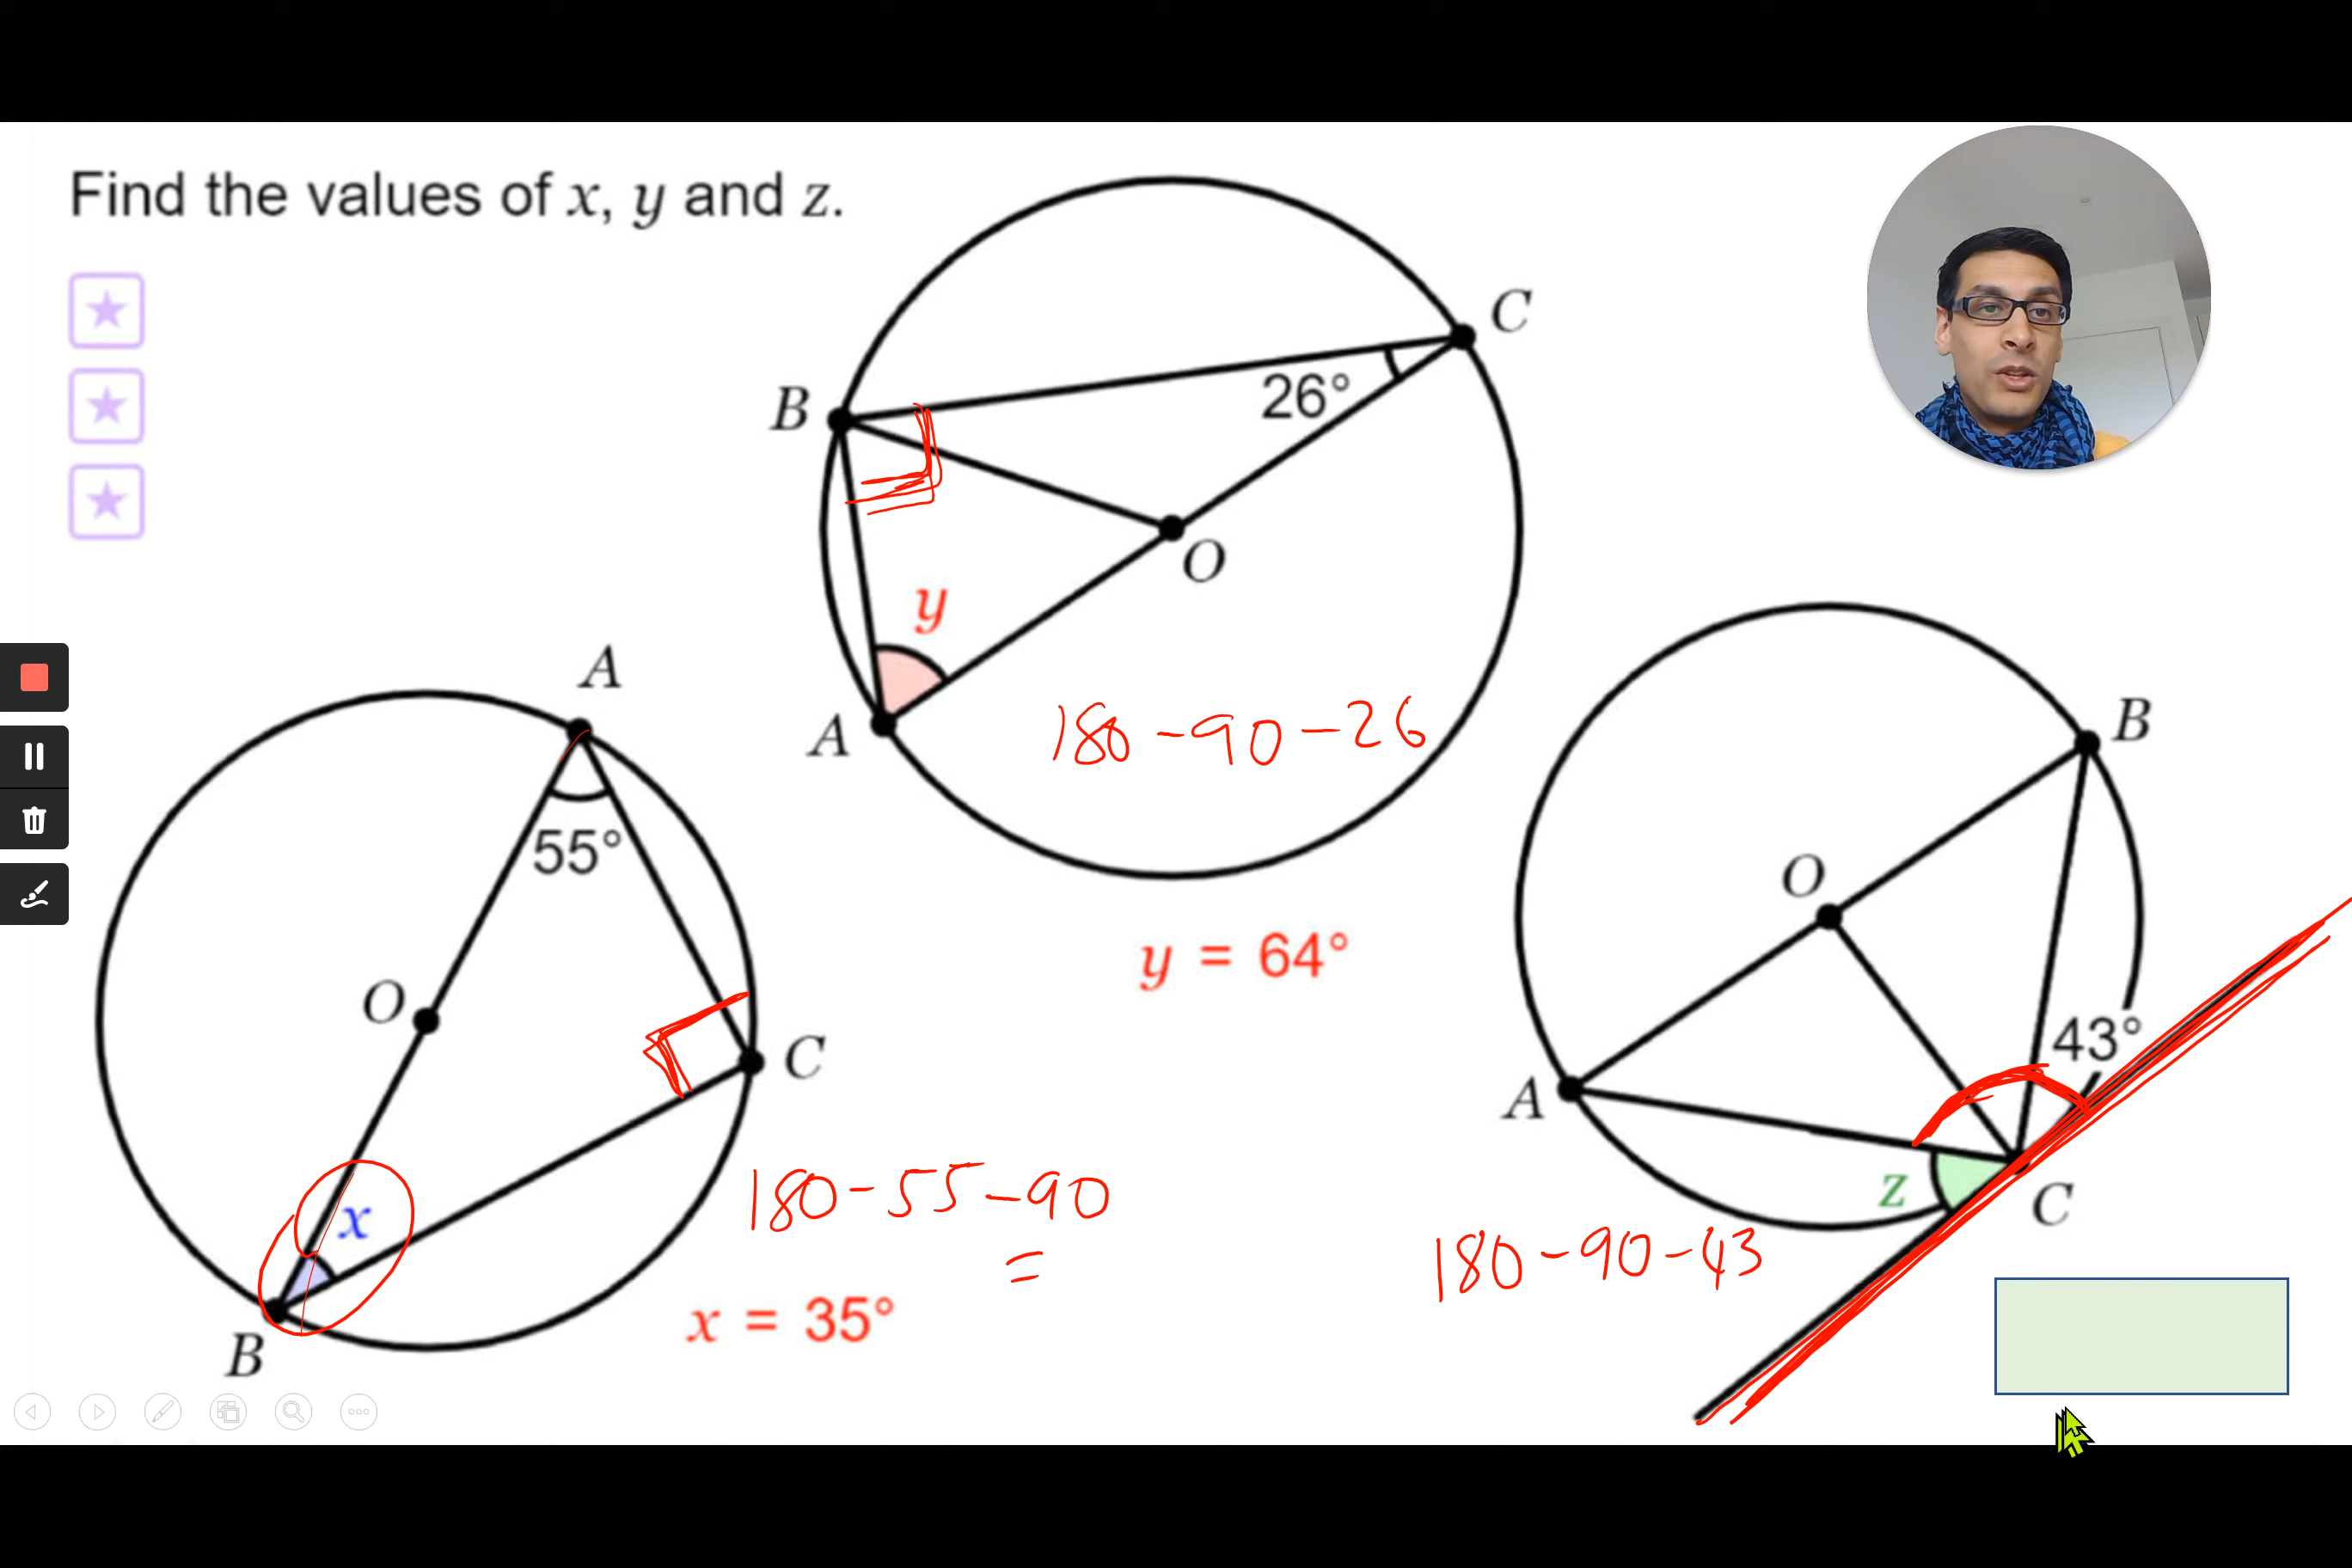 Find the values of x, y and z.
C
B
26°
O
y
A
180-90-26
y = 64°
A
55°
O
C
x
B
180-55-90
=
x = 35°
B
O
43°
A
z
C
180-90-43